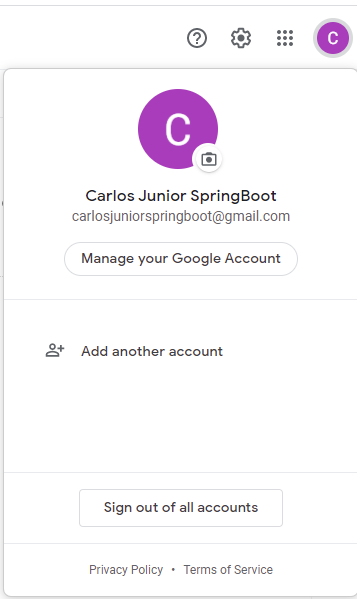 C
C
Carlos Junior SpringBoot
carlosjuniorspringboot@gmail.com
Manage your Google Account
Add another account
Sign out of all accounts
Privacy Policy • Terms of Service